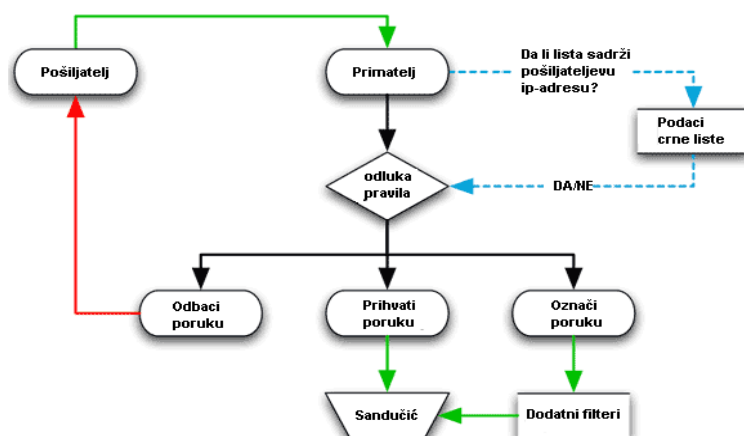 Pošiljatelj
Primatelj
Da li lista sadrži
pošiljateljevu
ip-adresu?
Podaci
crne liste
odluka
pravila
DA/NE
Odbaci
poruku
Prihvati
poruku
Označi
poruku
Sandučić
Dodatni filteri